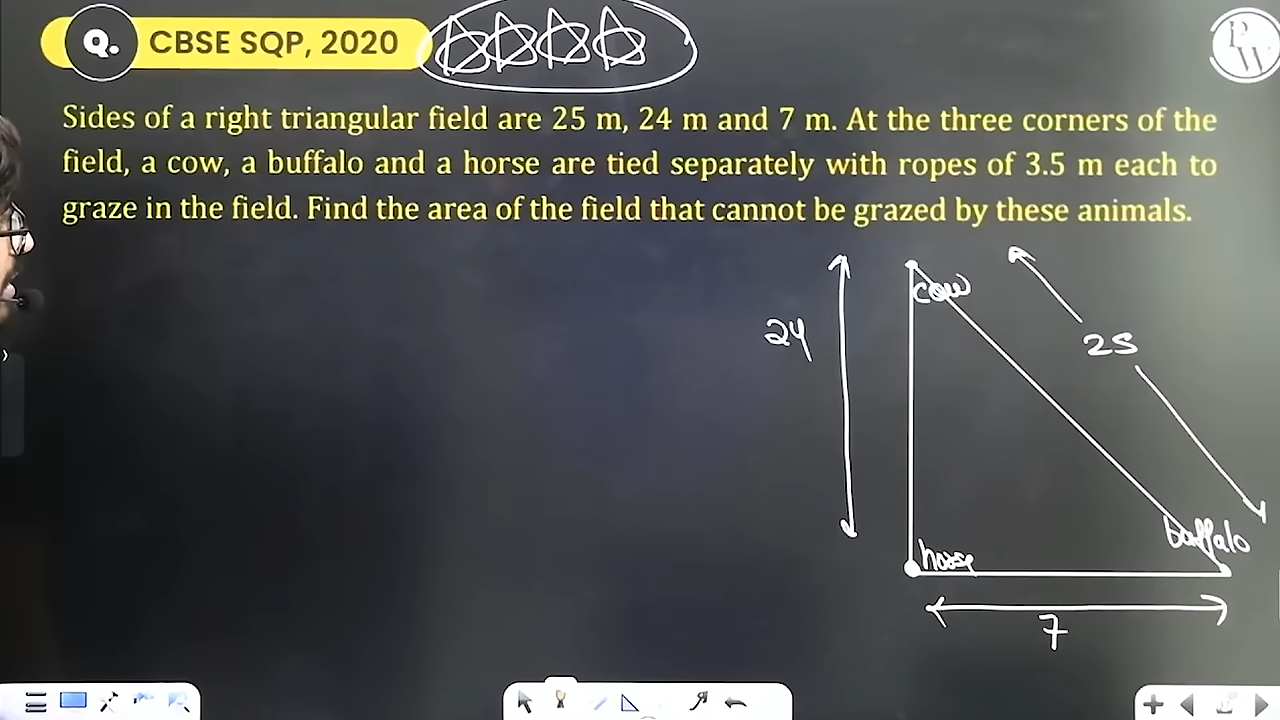 Q. CBSE SQP, 2020
PW
Sides of a right triangular field are 25 m, 24 m and 7 m. At the three corners of the
field, a cow, a buffalo and a horse are tied separately with ropes of 3.5 m each to
graze in the field. Find the area of the field that cannot be grazed by these animals.
cow
24
25
buffalo
horse
7